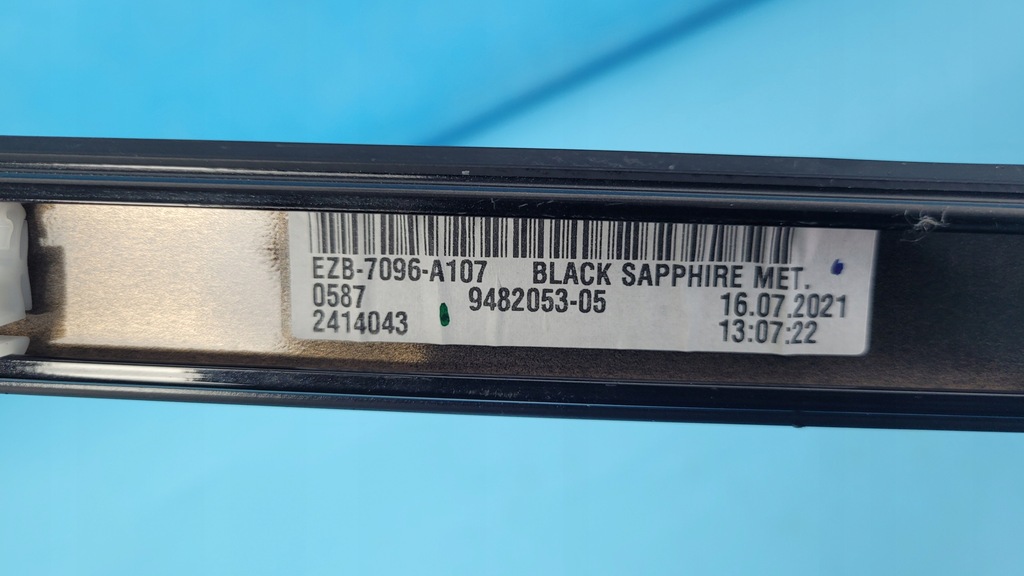 EZB-7096-A107 BLACK SAPPHIRE MET.
0587 9482053-05 16.07.2021
2414043 13:07:22